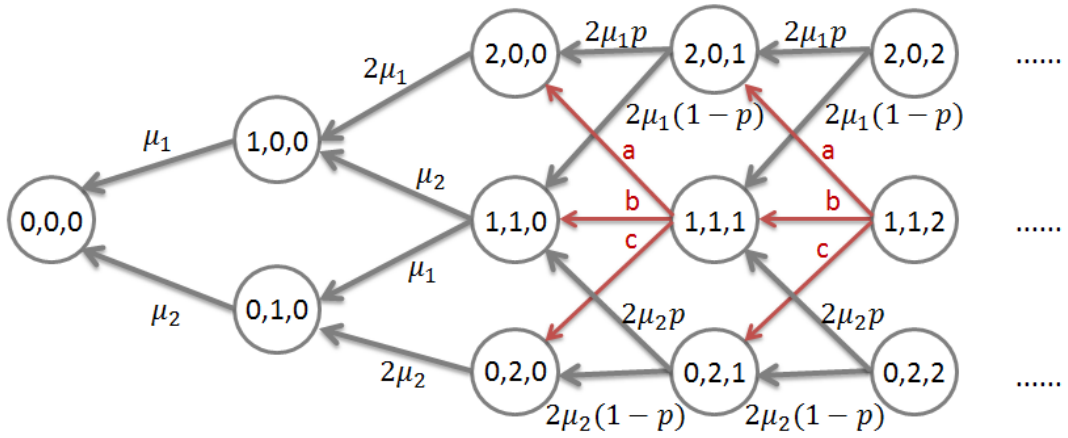 2,0,0
2μ₁p
2,0,1
2μ₁p
2,0,2
......
2μ₁
2μ₁(1−p)
2μ₁(1−p)
μ₁
1,0,0
a
a
μ₂
0,0,0
1,1,0
b
1,1,1
b
1,1,2
......
c
c
μ₁
μ₂
0,1,0
2μ₂p
2μ₂p
2μ₂
0,2,0
0,2,1
0,2,2
......
2μ₂(1−p)
2μ₂(1−p)